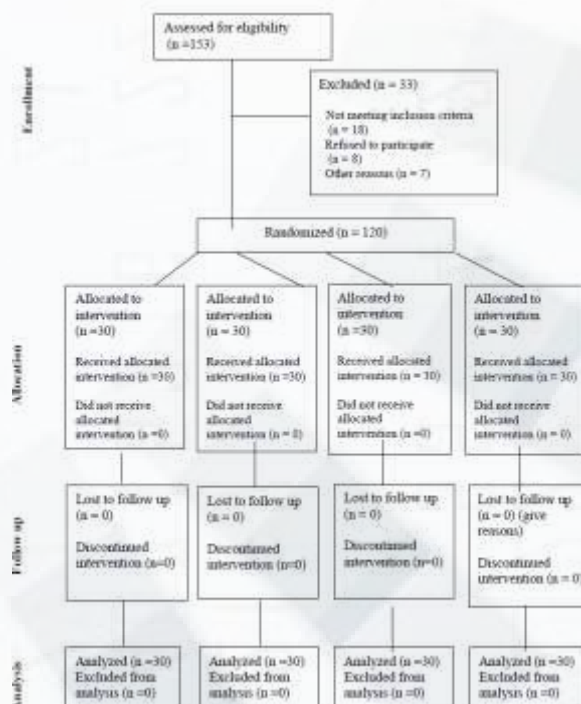 Assessed for eligibility
(n =153)
Enrollment
Excluded (n = 33)
Not meeting inclusion criteria
(n = 18)
Refused to participate
(n = 8)
Other reasons (n = 7)
Randomized (n = 120)
Allocation
Allocated to
intervention
(n =30)
Received allocated
intervention (n =30)
Did not receive
allocated
intervention (n =0)
Allocated to
intervention
(n = 30)
Received allocated
intervention (n =30)
Did not receive
allocated
intervention (n = 0)
Allocated to
intervention
(n =30)
Received allocated
intervention (n = 30)
Did not receive
allocated
intervention (n =0)
Allocated to
intervention
(n = 30)
Received allocated
intervention (n = 30)
Did not receive
allocated
intervention (n = 0)
Follow up
Lost to follow up
(n = 0)
Discontinued
intervention (n=0)
Lost to follow up
(n = 0)
Discontinued
intervention (n=0)
Lost to follow up
(n = 0)
Discontinued
intervention (n=0)
Lost to follow up
(n = 0) (give
reasons)
Discontinued
intervention (n = 0)
Analysis
Analyzed (n =30)
Excluded from
analysis (n =0)
Analyzed (n =30)
Excluded from
analysis (n =0)
Analyzed (n =30)
Excluded from
analysis (n =0)
Analyzed (n =30)
Excluded from
analysis (n =0)